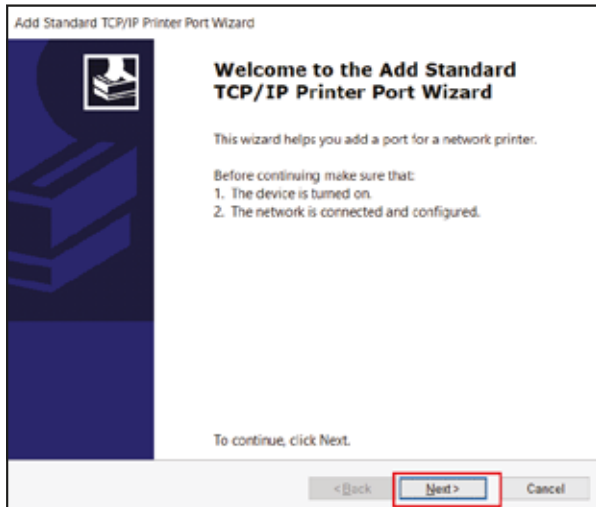 Add Standard TCP/IP Printer Port Wizard
Welcome to the Add Standard
TCP/IP Printer Port Wizard
This wizard helps you add a port for a network printer.
Before continuing make sure that:
1. The device is turned on.
2. The network is connected and configured.
To continue, click Next.
< Back Next > Cancel